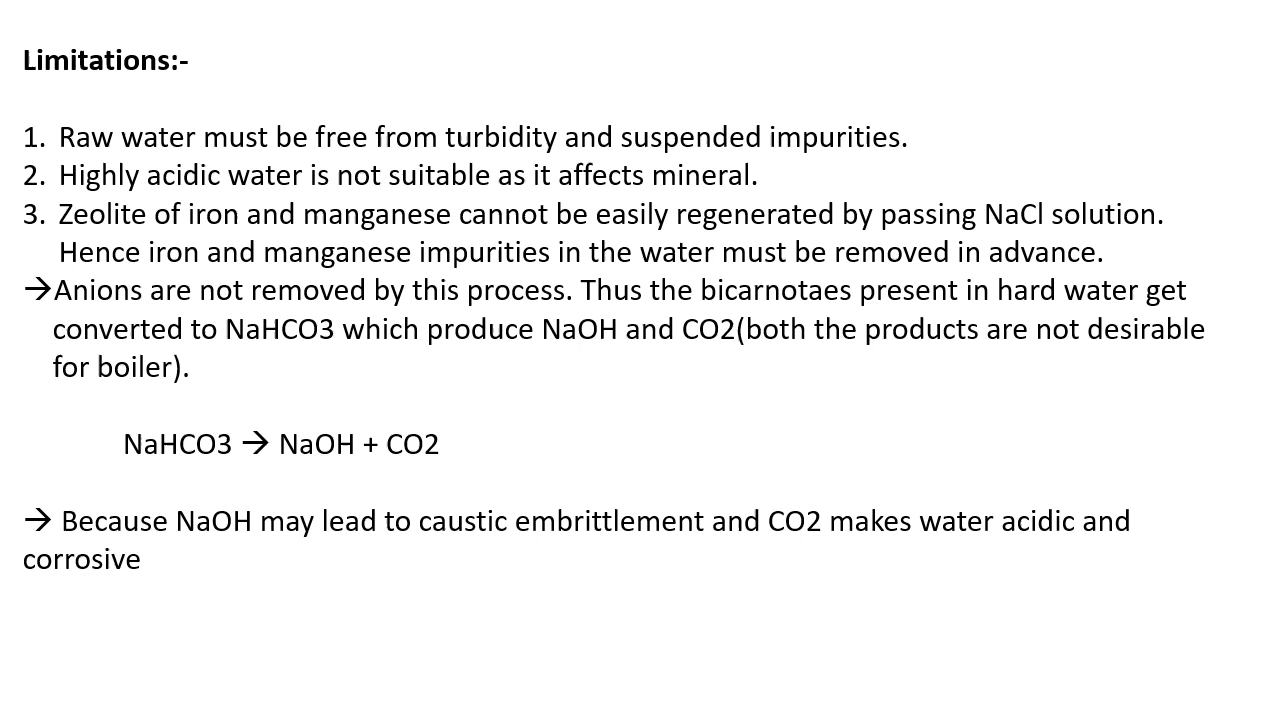 Limitations:-
1. Raw water must be free from turbidity and suspended impurities.
2. Highly acidic water is not suitable as it affects mineral.
3. Zeolite of iron and manganese cannot be easily regenerated by passing NaCl solution.
Hence iron and manganese impurities in the water must be removed in advance.
→Anions are not removed by this process. Thus the bicarnotaes present in hard water get
converted to NaHCO3 which produce NaOH and CO2(both the products are not desirable
for boiler).
NaHCO3 → NaOH + CO2
→ Because NaOH may lead to caustic embrittlement and CO2 makes water acidic and
corrosive